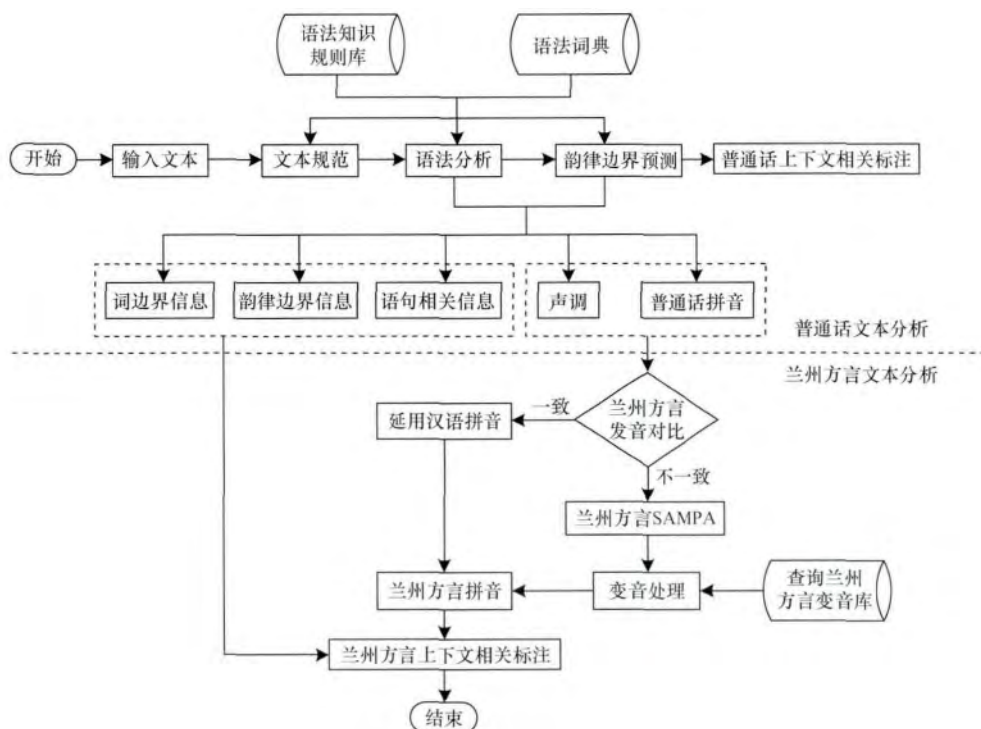 语法知识
规则库
语法词典
开始
输入文本
文本规范
语法分析
韵律边界预测
普通话上下文相关标注
词边界信息
韵律边界信息
语句相关信息
声调
普通话拼音
普通话文本分析
兰州方言文本分析
延用汉语拼音
一致
兰州方言
发音对比
不一致
兰州方言SAMPA
兰州方言拼音
变音处理
查询兰州
方言变音库
兰州方言上下文相关标注
结束